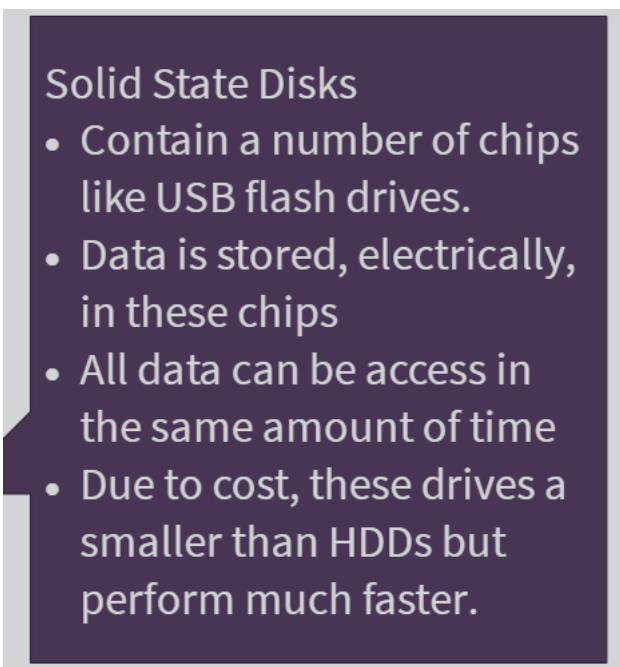 Solid State Disks
• Contain a number of chips
like USB flash drives.
• Data is stored, electrically,
in these chips
• All data can be access in
the same amount of time
• Due to cost, these drives a
smaller than HDDs but
perform much faster.